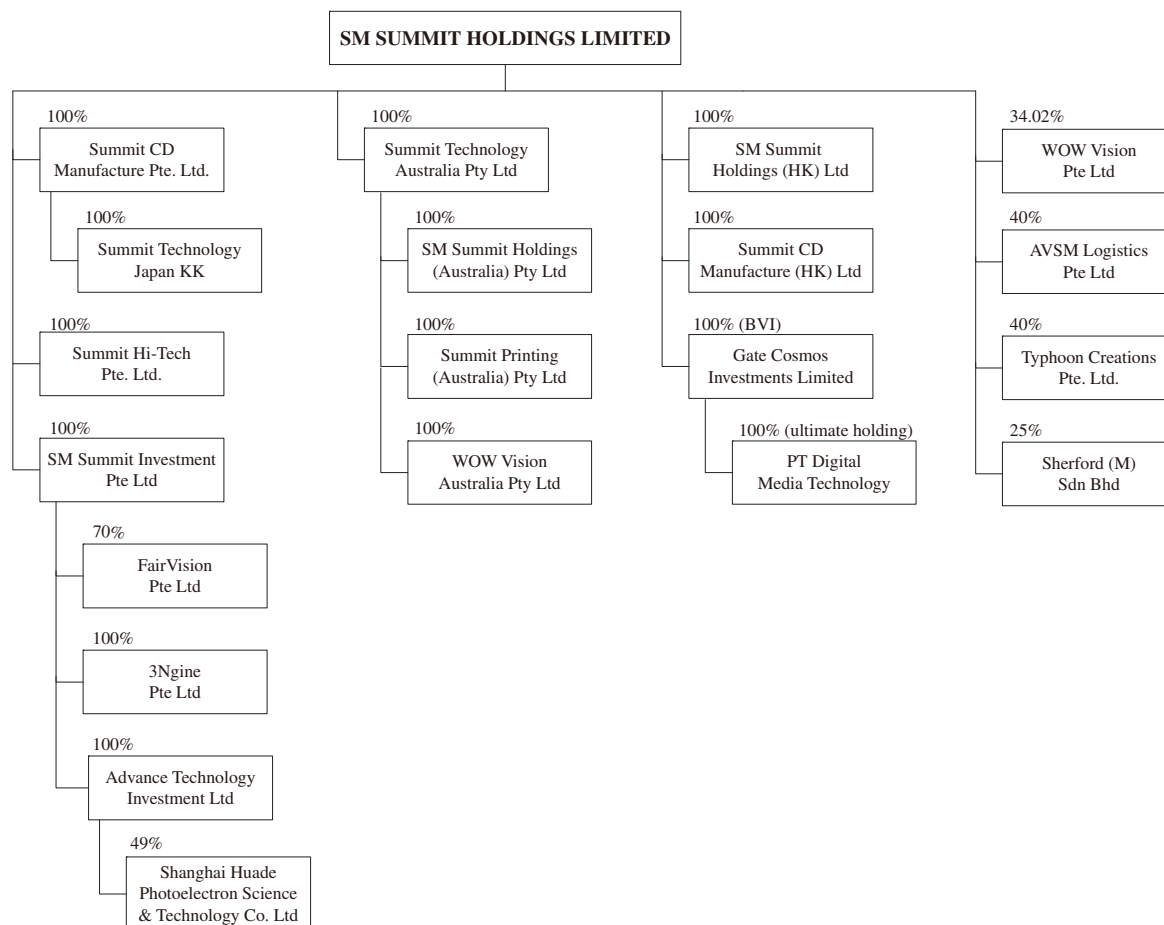 SM SUMMIT HOLDINGS LIMITED
100%
Summit CD
Manufacture Pte. Ltd.
100%
Summit Technology
Japan KK
100%
Summit Hi-Tech
Pte. Ltd.
100%
SM Summit Investment
Pte Ltd
70%
FairVision
Pte Ltd
100%
3Ngine
Pte Ltd
100%
Advance Technology
Investment Ltd
49%
Shanghai Huade
Photoelectron Science
& Technology Co. Ltd
100%
Summit Technology
Australia Pty Ltd
100%
SM Summit Holdings
(Australia) Pty Ltd
100%
Summit Printing
(Australia) Pty Ltd
100%
WOW Vision
Australia Pty Ltd
100%
SM Summit
Holdings (HK) Ltd
100%
Summit CD
Manufacture (HK) Ltd
100% (BVI)
Gate Cosmos
Investments Limited
100% (ultimate holding)
PT Digital
Media Technology
34.02%
WOW Vision
Pte Ltd
40%
AVSM Logistics
Pte Ltd
40%
Typhoon Creations
Pte. Ltd.
25%
Sherford (M)
Sdn Bhd